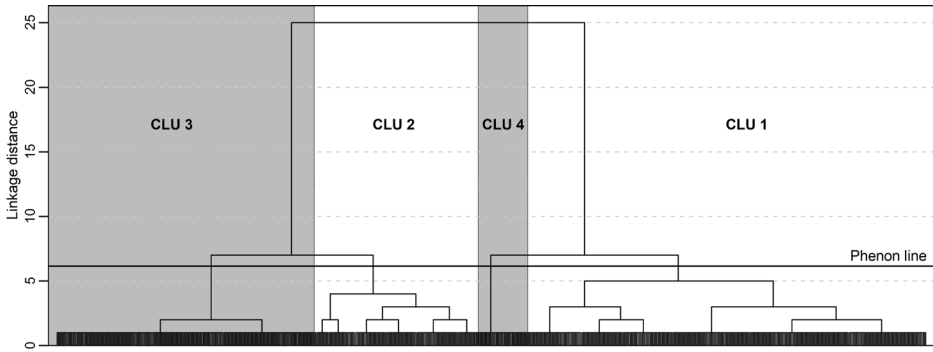 25
20
15
10
5
0
Linkage distance
CLU 3
CLU 2
CLU 4
CLU 1
Phenon line